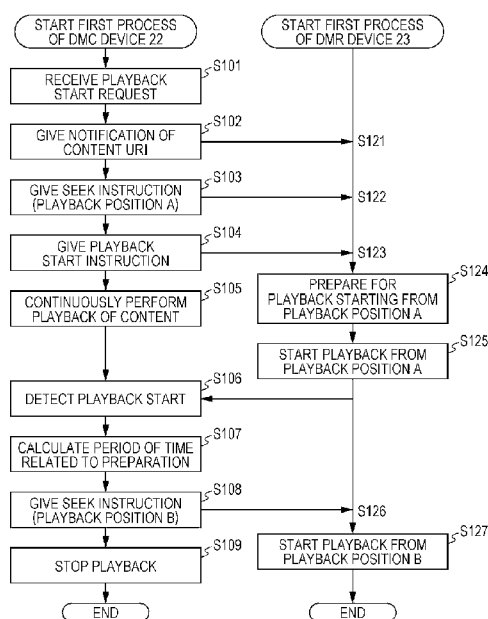 START FIRST PROCESS
OF DMC DEVICE 22
START FIRST PROCESS
OF DMR DEVICE 23
S101
RECEIVE PLAYBACK
START REQUEST
S102
GIVE NOTIFICATION OF
CONTENT URI
S121
S103
GIVE SEEK INSTRUCTION
(PLAYBACK POSITION A)
S122
S104
GIVE PLAYBACK
START INSTRUCTION
S123
S124
PREPARE FOR
PLAYBACK STARTING FROM
PLAYBACK POSITION A
S105
CONTINUOUSLY PERFORM
PLAYBACK OF CONTENT
S125
START PLAYBACK FROM
PLAYBACK POSITION A
S106
DETECT PLAYBACK START
S107
CALCULATE PERIOD OF TIME
RELATED TO PREPARATION
S108
GIVE SEEK INSTRUCTION
(PLAYBACK POSITION B)
S126
S127
START PLAYBACK FROM
PLAYBACK POSITION B
S109
STOP PLAYBACK
END
END